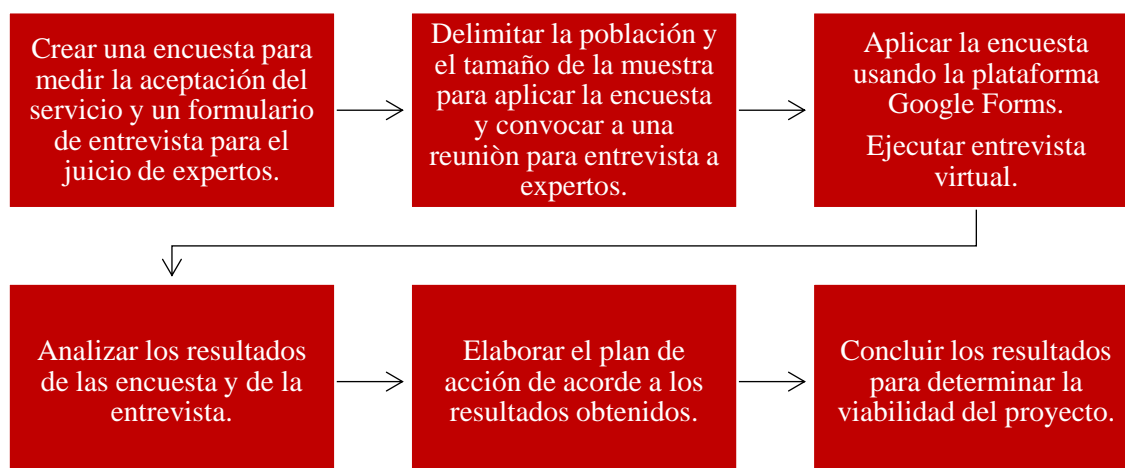 Crear una encuesta para
medir la aceptación del
servicio y un formulario
de entrevista para el
juicio de expertos.
Delimitar la población y
el tamaño de la muestra
para aplicar la encuesta
y convocar a una
reuniòn para entrevista a
expertos.
Aplicar la encuesta
usando la plataforma
Google Forms.
Ejecutar entrevista
virtual.
Analizar los resultados
de las encuesta y de la
entrevista.
Elaborar el plan de
acción de acorde a los
resultados obtenidos.
Concluir los resultados
para determinar la
viabilidad del proyecto.